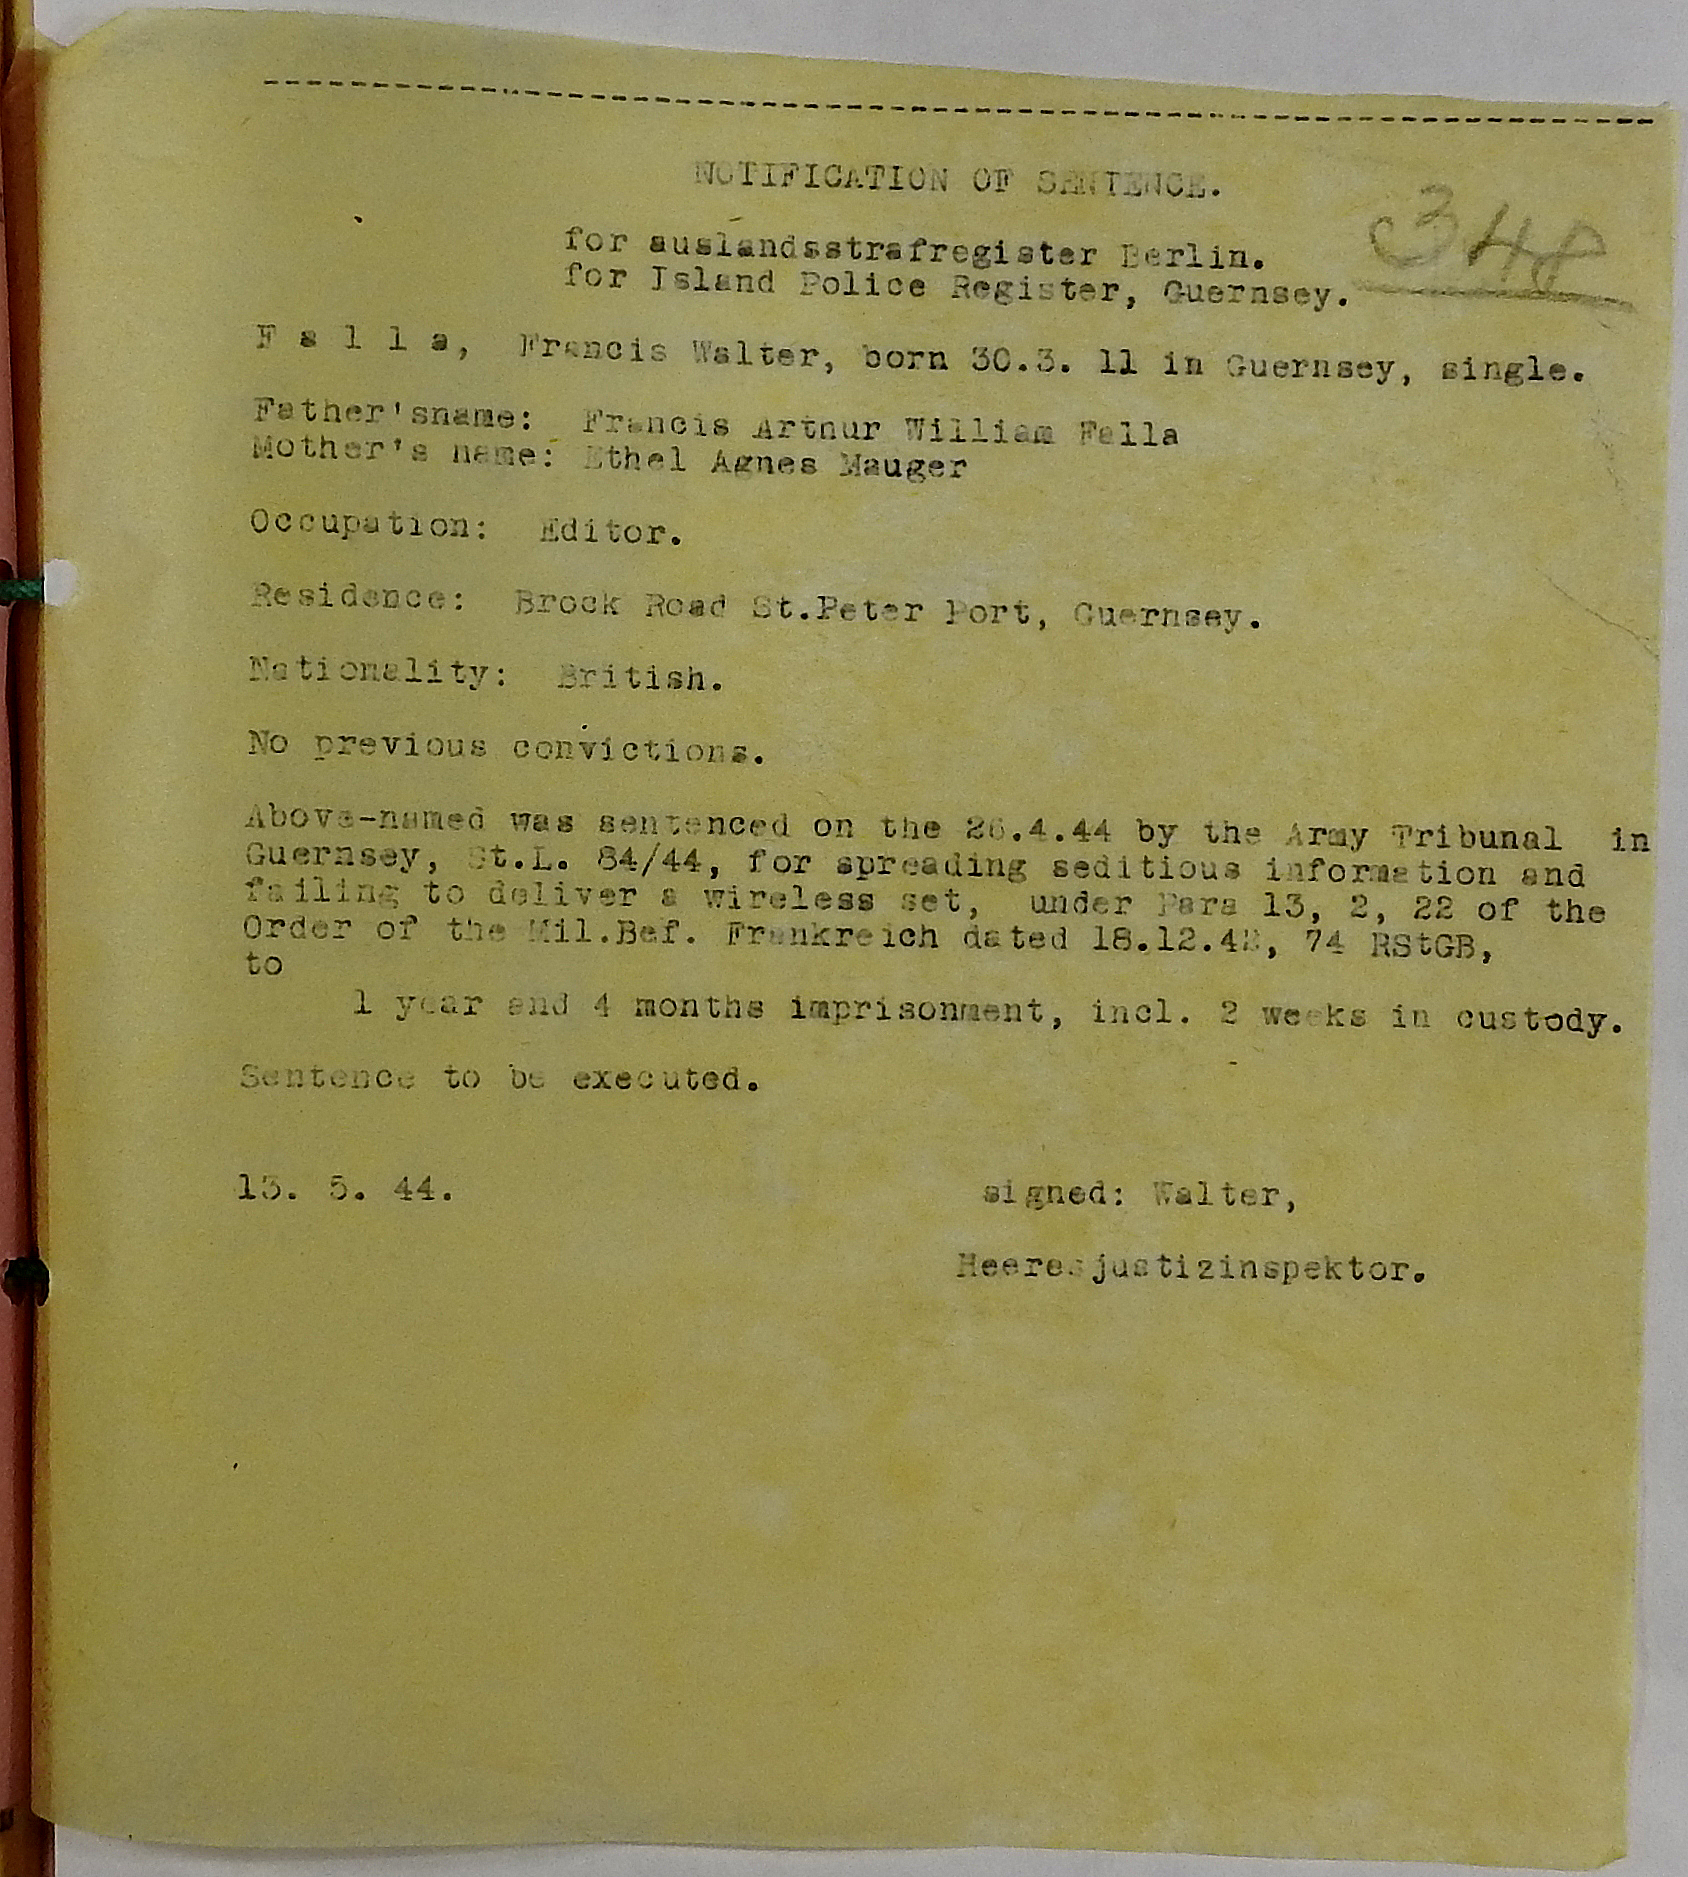 NOTIFICATION OF SENTENCE.
348
for auslandsstrafregister Berlin.
for Island Police Register, Guernsey.
F a l l a, Francis Walter, born 30.3. 11 in Guernsey, single.
Father'sname: Francis Arthur William Falla
Mother's name: Ethel Agnes Mauger
Occupation: Editor.
Residence: Brock Road St.Peter Port, Guernsey.
Nationality: British.
No previous convictions.
Above-named was sentenced on the 26.4.44 by the Army Tribunal in
Guernsey, St.L. 84/44, for spreading seditious information and
failing to deliver a wireless set, under Para 13, 2, 22 of the
Order of the Mil.Bef. Frankreich dated 74 RStGB,
to
1 year and 4 months imprisonment, incl. 2 weeks in custody.
Sentence to be executed.
13. 5. 44.
signed: Walter,
Heeresjustizinspektor.